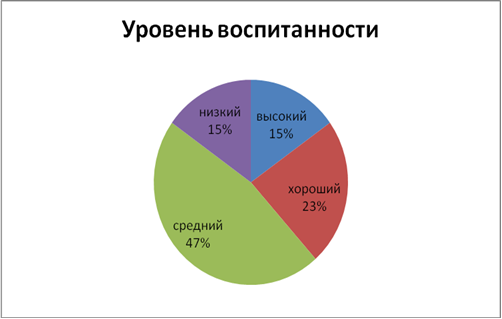 Уровень воспитанности
низкий
15%
высокий
15%
хороший
23%
средний
47%